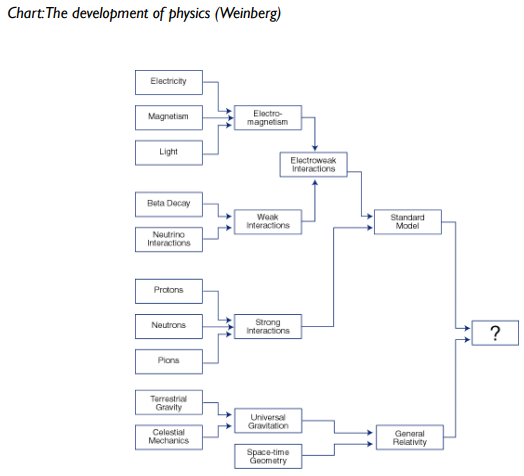 Chart:The development of physics (Weinberg)
Electricity
Magnetism
Light
Electro-
magnetism
Electroweak
Interactions
Beta Decay
Neutrino
Interactions
Weak
Interactions
Standard
Model
Protons
Neutrons
Pions
Strong
Interactions
?
Terrestrial
Gravity
Celestial
Mechanics
Universal
Gravitation
Space-time
Geometry
General
Relativity